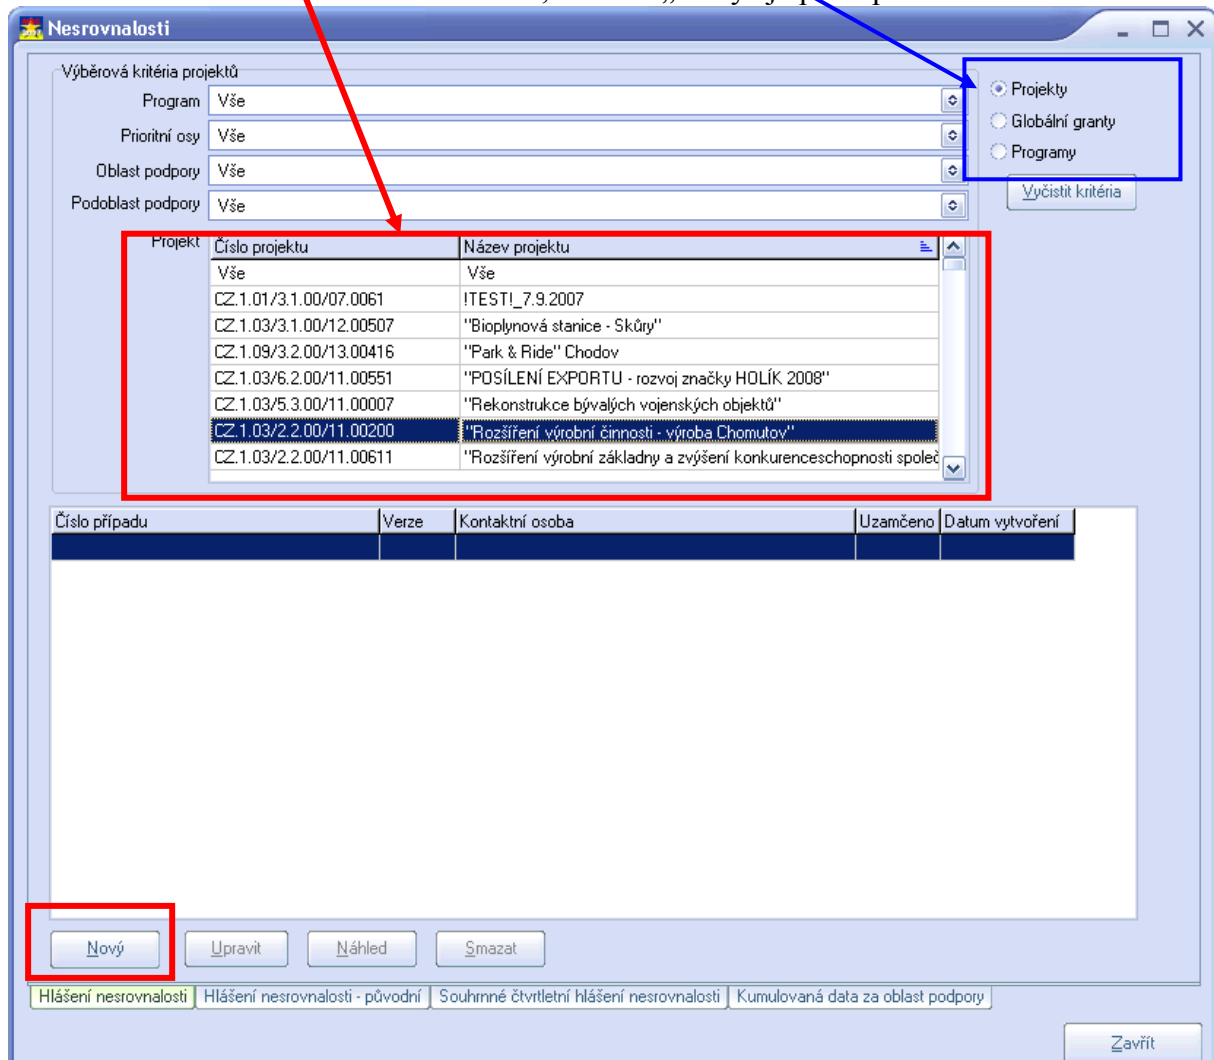 Nesrovnalosti
Výběrová kritéria projektů
Program Vše
Prioritní osy Vše
Oblast podpory Vše
Podoblast podpory Vše
Projekty
Globální granty
Programy
Vyčistit kritéria
Projekt Číslo projektu Název projektu
Vše Vše
CZ.1.01/3.1.00/07.0061 !TEST!_7.9.2007
CZ.1.03/3.1.00/12.00507 "Bioplynová stanice - Skůry"
CZ.1.09/3.2.00/13.00416 "Park & Ride" Chodov
CZ.1.03/6.2.00/11.00551 "POSÍLENÍ EXPORTU - rozvoj značky HOLÍK 2008"
CZ.1.03/5.3.00/11.00007 "Rekonstrukce bývalých vojenských objektů"
CZ.1.03/2.2.00/11.00200 "Rozšíření výrobní činnosti - výroba Chomutov"
CZ.1.03/2.2.00/11.00611 "Rozšíření výrobní základny a zvýšení konkurenceschopnosti společ
Číslo případu Verze Kontaktní osoba Uzamčeno Datum vytvoření
Nový Upravit Náhled Smazat
Hlášení nesrovnalosti Hlášení nesrovnalosti - původní Souhrnné čtvrtletní hlášení nesrovnalosti Kumulovaná data za oblast podpory
Zavřít